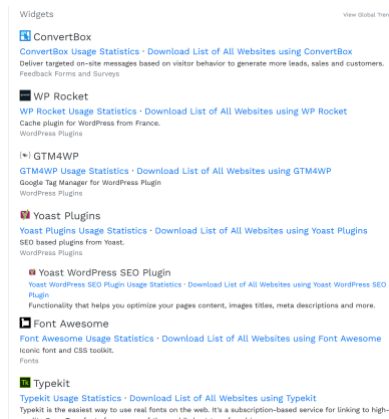 Widgets
View Global Tren
ConvertBox
ConvertBox Usage Statistics · Download List of All Websites using ConvertBox
Deliver targeted on-site messages based on visitor behavior to generate more leads, sales and customers.
Feedback Forms and Surveys
WP Rocket
WP Rocket Usage Statistics · Download List of All Websites using WP Rocket
Cache plugin for WordPress from France.
WordPress Plugins
GTM4WP
GTM4WP Usage Statistics · Download List of All Websites using GTM4WP
Google Tag Manager for WordPress Plugin
WordPress Plugins
Yoast Plugins
Yoast Plugins Usage Statistics · Download List of All Websites using Yoast Plugins
SEO based plugins from Yoast.
WordPress Plugins
Yoast WordPress SEO Plugin
Yoast WordPress SEO Plugin Usage Statistics · Download List of All Websites using Yoast WordPress SEO
Plugin
Functionality that helps you optimize your pages content, images titles, meta descriptions and more.
Font Awesome
Font Awesome Usage Statistics · Download List of All Websites using Font Awesome
Iconic font and CSS toolkit.
Fonts
Tk Typekit
Typekit Usage Statistics · Download List of All Websites using Typekit
Typekit is the easiest way to use real fonts on the web. It's a subscription-based service for linking to high-